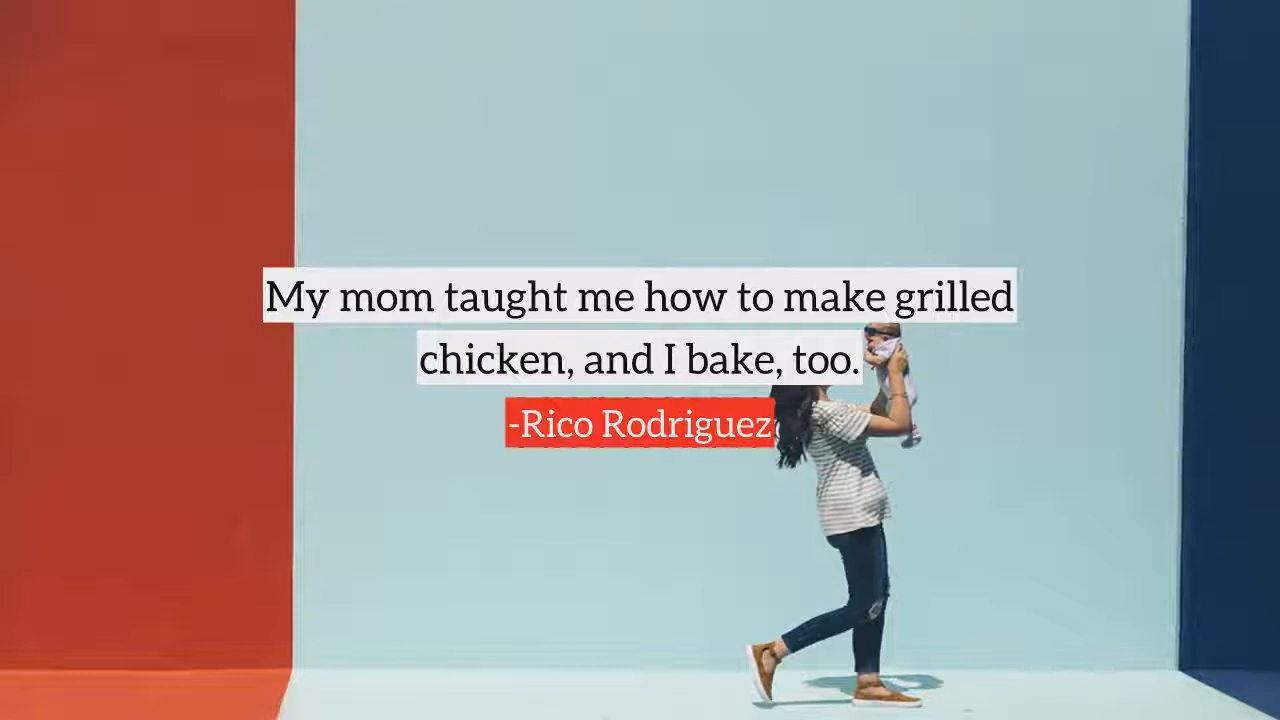 My mom taught me how to make grilled
chicken, and I bake, too.
-Rico Rodriguez